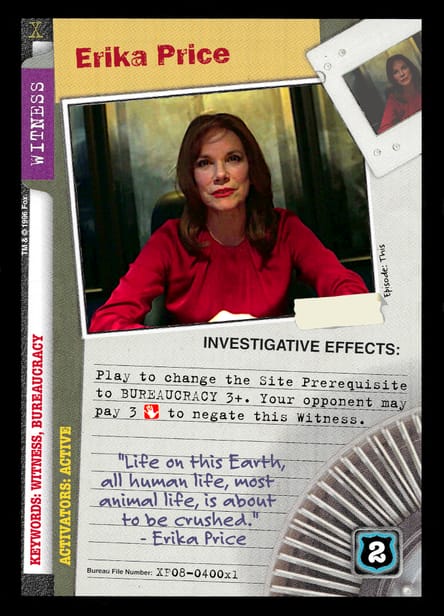 X
Erika Price
WITNESS
TM & © 1996 Fox.
Episode: This
INVESTIGATIVE EFFECTS:
Play to change the Site Prerequisite
to BUREAUCRACY 3+. Your opponent may
pay 3 to negate this Witness.
KEYWORDS: WITNESS, BUREAUCRACY
ACTIVATORS: ACTIVE
"Life on this Earth,
all human life, most
animal life, is about
to be crushed."
- Erika Price
2
Bureau File Number: XF08-0400x1